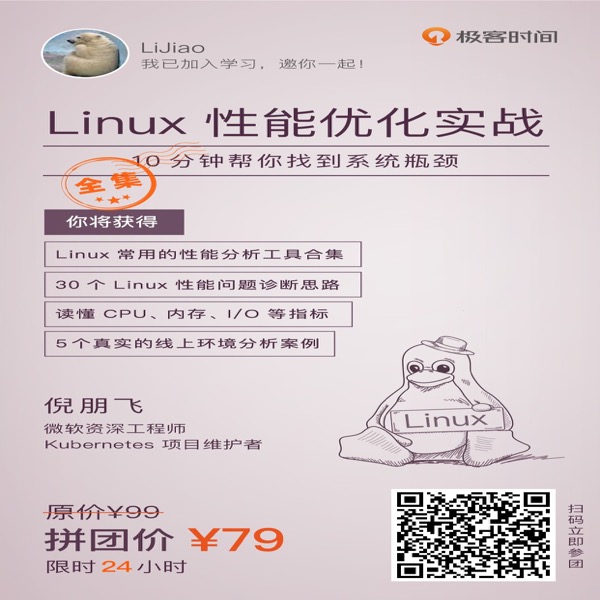 LiJiao
我已加入学习，邀你一起！
极客时间
Linux 性能优化实战
10 分钟帮你找到系统瓶颈
全集
你将获得
Linux 常用的性能分析工具合集
30 个 Linux 性能问题诊断思路
读懂 CPU、内存、I/O 等指标
5个真实的线上环境分析案例
Linux
倪朋飞
微软资深工程师
Kubernetes 项目维护者
原价¥99
拼团价 ¥79
限时 24 小时
扫码立即参团